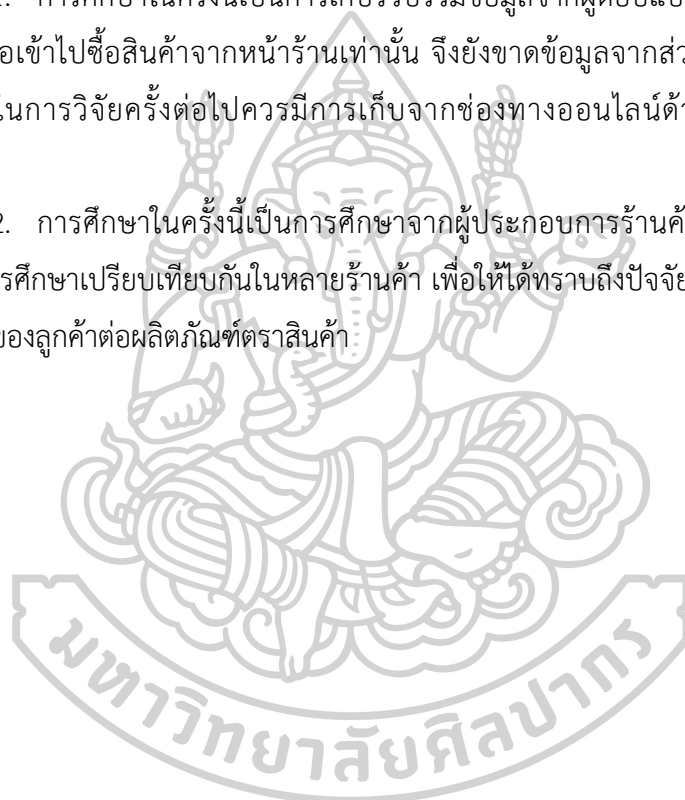 การศึกษาในครั้งนี้เป็นการเก็บรวบรวมข้อมูลจากผู้ตอบแบบ
เข้าไปซื้อสินค้าจากหน้าร้านเท่านั้น จึงยังขาดข้อมูลจากส่ว
ในการวิจัยครั้งต่อไปควรมีการเก็บจากช่องทางออนไลน์ด้
2. การศึกษาในครั้งนี้เป็นการศึกษาจากผู้ประกอบการร้านค้
รศึกษาเปรียบเทียบกันในหลายร้านค้า เพื่อให้ได้ทราบถึงปัจจัย
ของลูกค้าต่อผลิตภัณฑ์ตราสินค้า
มหาวิทยาลัยศิลปากร